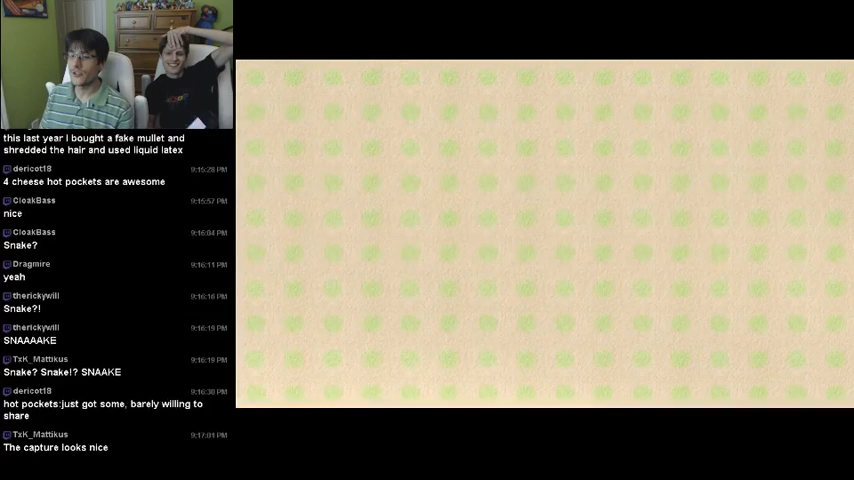 this last year I bought a fake mullet and
shredded the hair and used liquid latex
dericot18 9:15:28 PM
4 cheese hot pockets are awesome
CloakBass 9:15:57 PM
nice
CloakBass 9:16:04 PM
Snake?
Dragmire 9:16:11 PM
yeah
therickywill 9:16:16 PM
Snake?!
therickywill 9:16:19 PM
SNAAAAKE
TxK_Mattikus 9:16:19 PM
Snake? Snake!? SNAAKE
dericot18 9:16:38 PM
hot pockets:just got some, barely willing to
share
TxK_Mattikus 9:17:01 PM
The capture looks nice